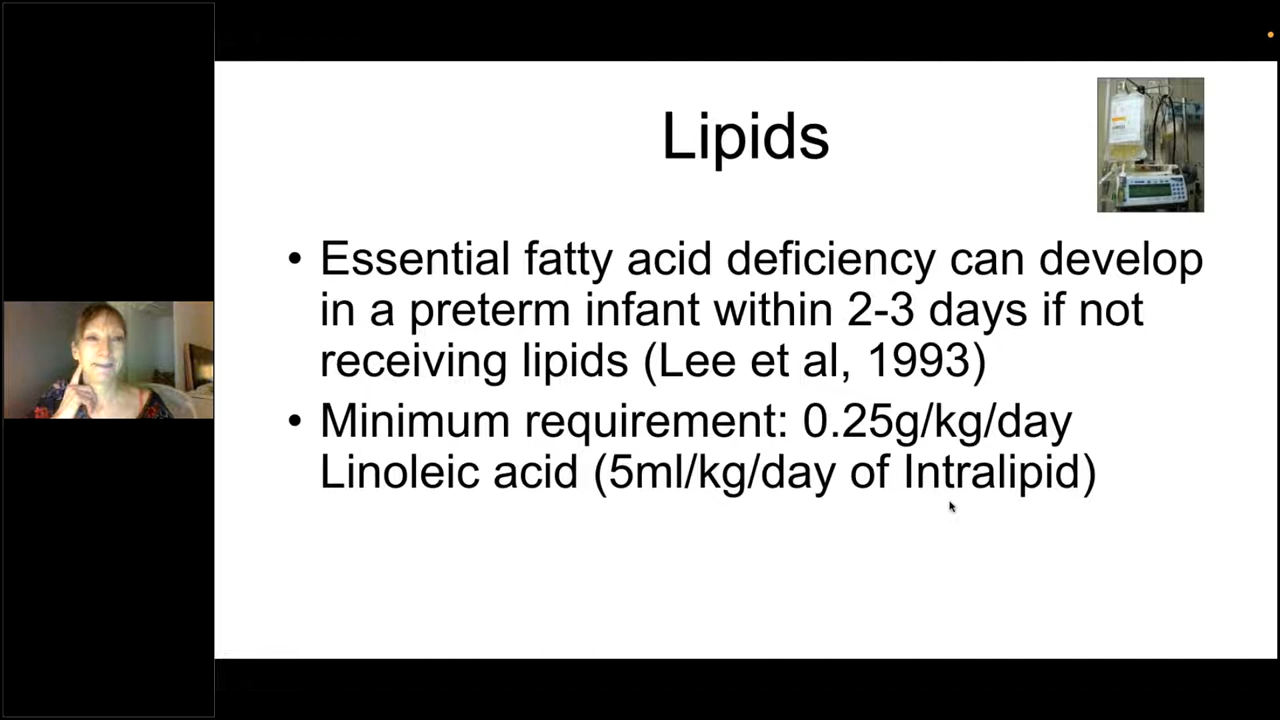 Lipids
• Essential fatty acid deficiency can develop
in a preterm infant within 2-3 days if not
receiving lipids (Lee et al, 1993)
• Minimum requirement: 0.25g/kg/day
Linoleic acid (5ml/kg/day of Intralipid)